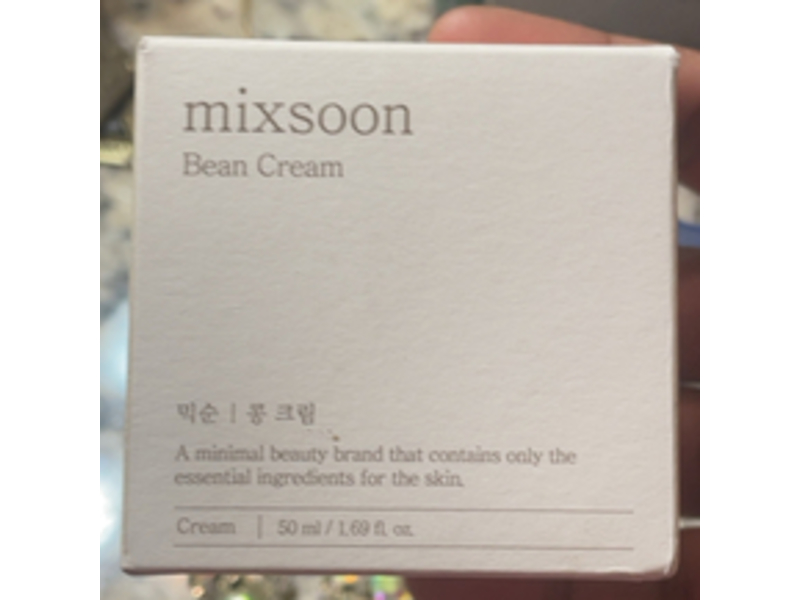 mixsoon
Bean Cream
믹순 | 콩 크림
A minimal beauty brand that contains only the
essential ingredients for the skin.
Cream | 50 ml / 1.69 fl. oz.